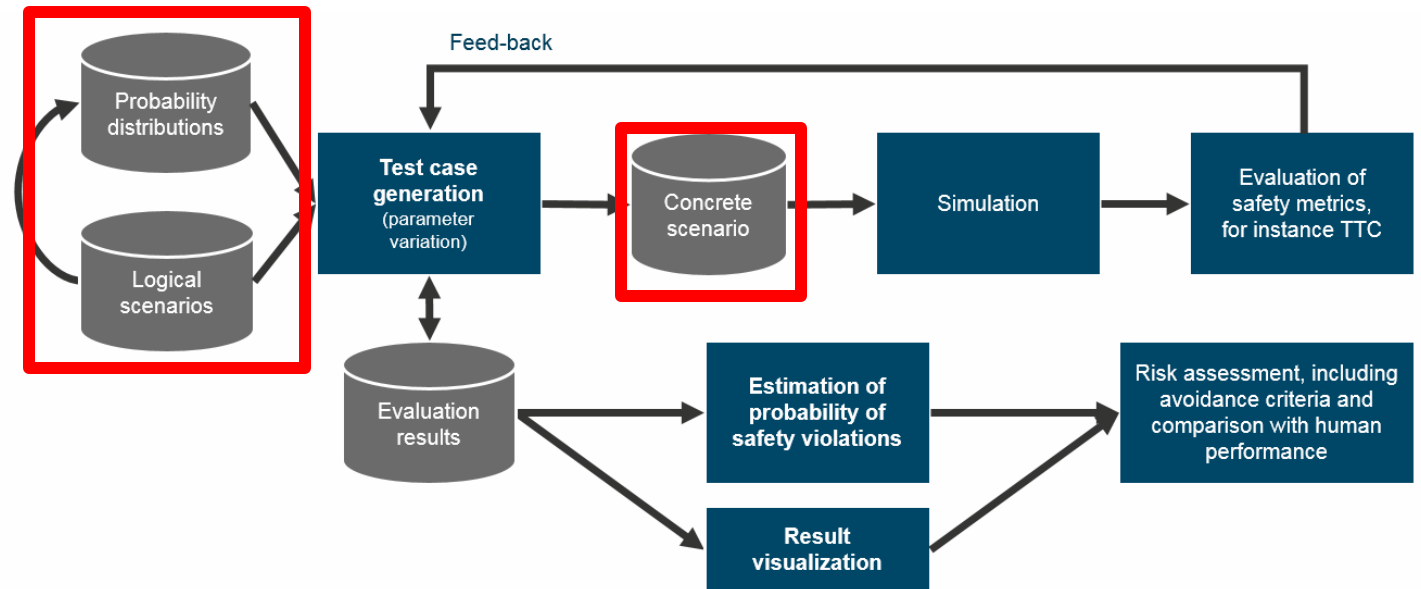 Feed-back
Probability
distributions
Logical
scenarios
Test case
generation
(parameter
variation)
Concrete
scenario
Simulation
Evaluation of
safety metrics,
for instance TTC
Evaluation
results
Estimation of
probability of
safety violations
Result
visualization
Risk assessment, including
avoidance criteria and
comparison with human
performance